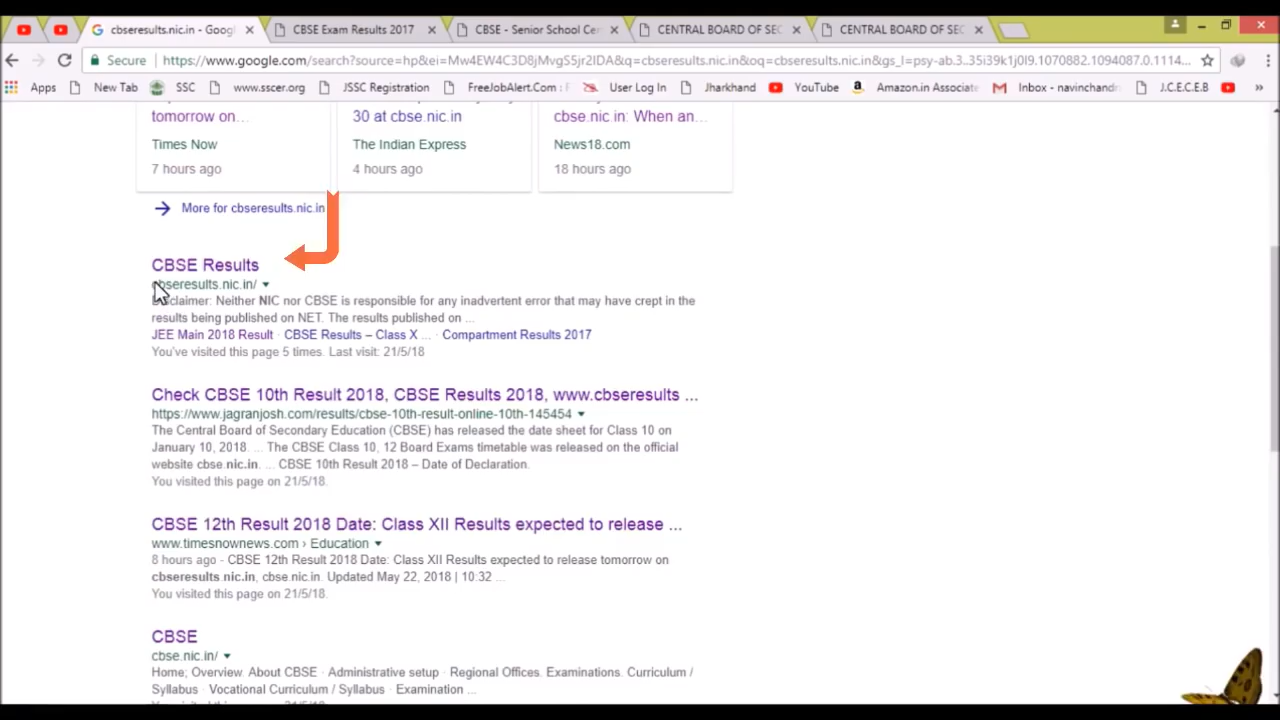 cbseresults.nic.in - Goog
CBSE Exam Results 2017
CBSE - Senior School Cer
CENTRAL BOARD OF SEC
CENTRAL BOARD OF SEC
Secure
https://www.google.com/search?source=hp&ei=Mw4EW4C3D8jMvgS5jr2IDA&q=cbseresults.nic.in&oq=cbseresults.nic.in&gs_l=psy-ab.3..35i39k1j0l9.1070882.1094087.0.1114...
Apps
New Tab
SSC
www.sscer.org
JSSC Registration
FreeJobAlert.Com : F
User Log In
Jharkhand
YouTube
Amazon.in Associate
Inbox - navinchandr
J.C.E.C.E.B
»
tomorrow on...
Times Now
7 hours ago
30 at cbse.nic.in
The Indian Express
4 hours ago
cbse.nic.in: When an...
News18.com
18 hours ago
More for cbseresults.nic.in
CBSE Results
cbseresults.nic.in/
Disclaimer: Neither NIC nor CBSE is responsible for any inadvertent error that may have crept in the
results being published on NET. The results published on ...
JEE Main 2018 Result · CBSE Results – Class X ... · Compartment Results 2017
You've visited this page 5 times. Last visit: 21/5/18
Check CBSE 10th Result 2018, CBSE Results 2018, www.cbseresults ...
https://www.jagranjosh.com/results/cbse-10th-result-online-10th-145454
The Central Board of Secondary Education (CBSE) has released the date sheet for Class 10 on
January 10, 2018. ... The CBSE Class 10, 12 Board Exams timetable was released on the official
website cbse.nic.in. ... CBSE 10th Result 2018 – Date of Declaration.
You visited this page on 21/5/18.
CBSE 12th Result 2018 Date: Class XII Results expected to release ...
www.timesnownews.com › Education
8 hours ago - CBSE 12th Result 2018 Date: Class XII Results expected to release tomorrow on
cbseresults.nic.in, cbse.nic.in. Updated May 22, 2018 | 10:32 ...
You visited this page on 21/5/18.
CBSE
cbse.nic.in/
Home; Overview. About CBSE · Administrative setup · Regional Offices. Examinations. Curriculum /
Syllabus · Vocational Curriculum / Syllabus · Examination ...